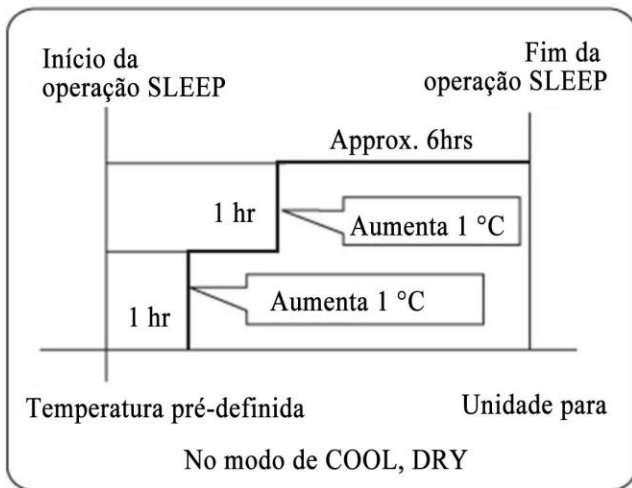 Início da
operação SLEEP
Fim da
operação SLEEP
Approx. 6hrs
1 hr
Aumenta 1 °C
1 hr
Aumenta 1 °C
Temperatura pré-definida
Unidade para
No modo de COOL, DRY